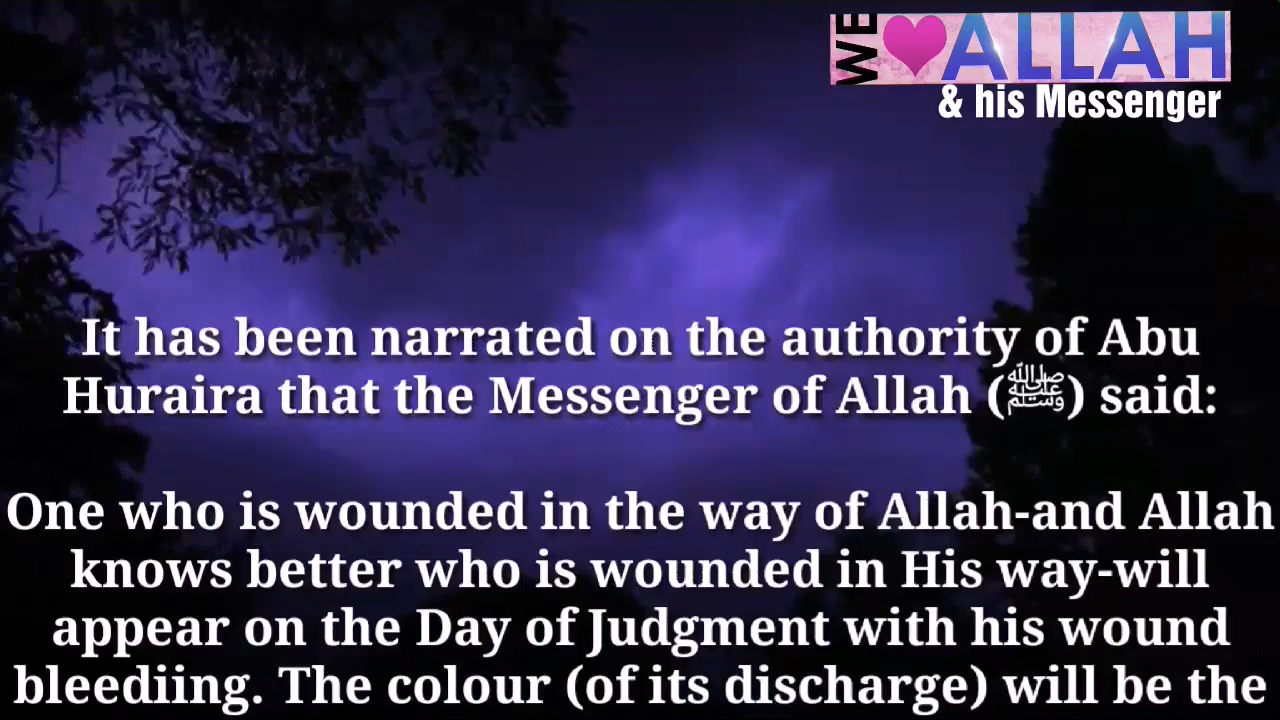 WE ALLAH
& his Messenger
It has been narrated on the authority of Abu
Huraira that the Messenger of Allah (ﷺ) said:
One who is wounded in the way of Allah-and Allah
knows better who is wounded in His way-will
appear on the Day of Judgment with his wound
bleediing. The colour (of its discharge) will be the